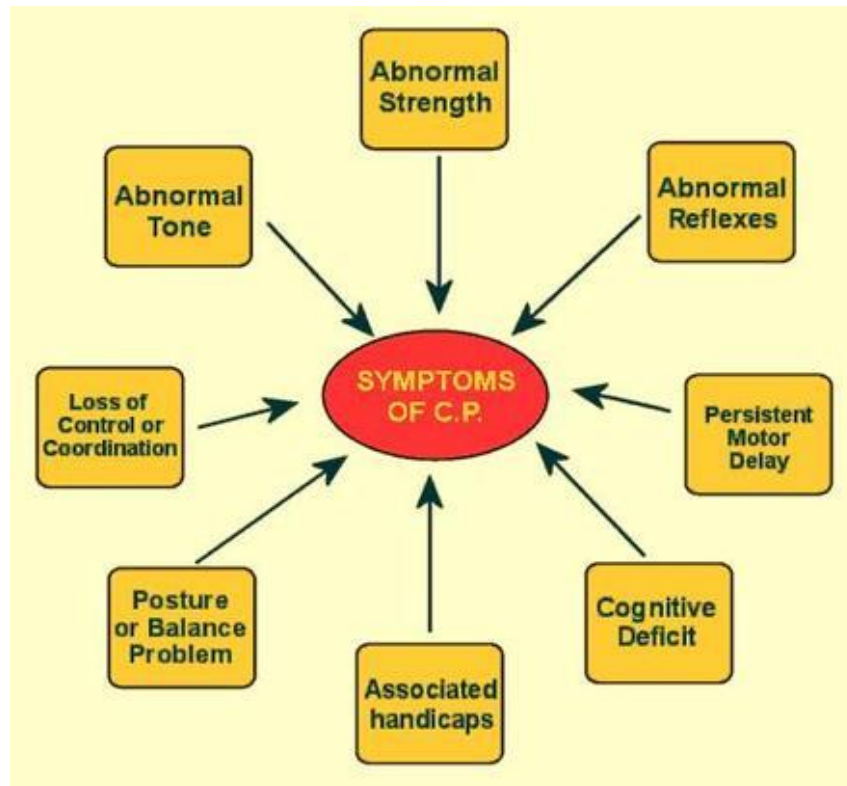 Abnormal
Strength
Abnormal
Tone
Abnormal
Reflexes
SYMPTOMS
OF C.P.
Loss of
Control or
Coordination
Persistent
Motor
Delay
Posture
or Balance
Problem
Cognitive
Deficit
Associated
handicaps